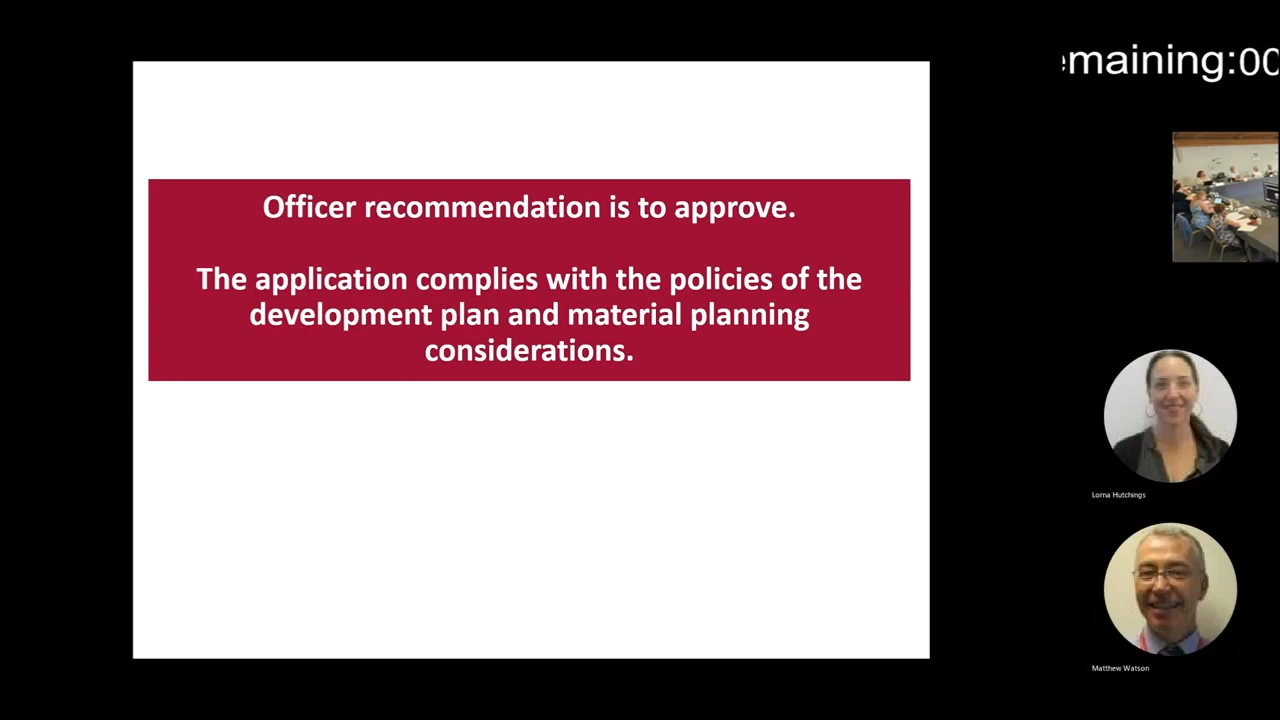 emaining:00
Officer recommendation is to approve.
The application complies with the policies of the
development plan and material planning
considerations.
Lorna Hutchings
Matthew Watson